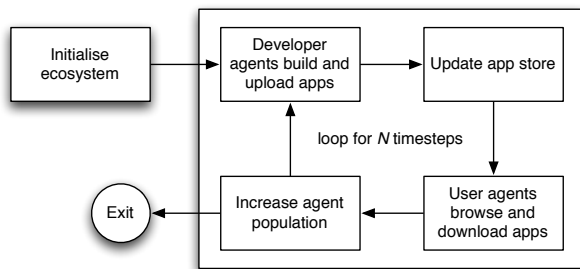 Initialise
ecosystem
Developer
agents build and
upload apps
Update app store
loop for N timesteps
Exit
Increase agent
population
User agents
browse and
download apps